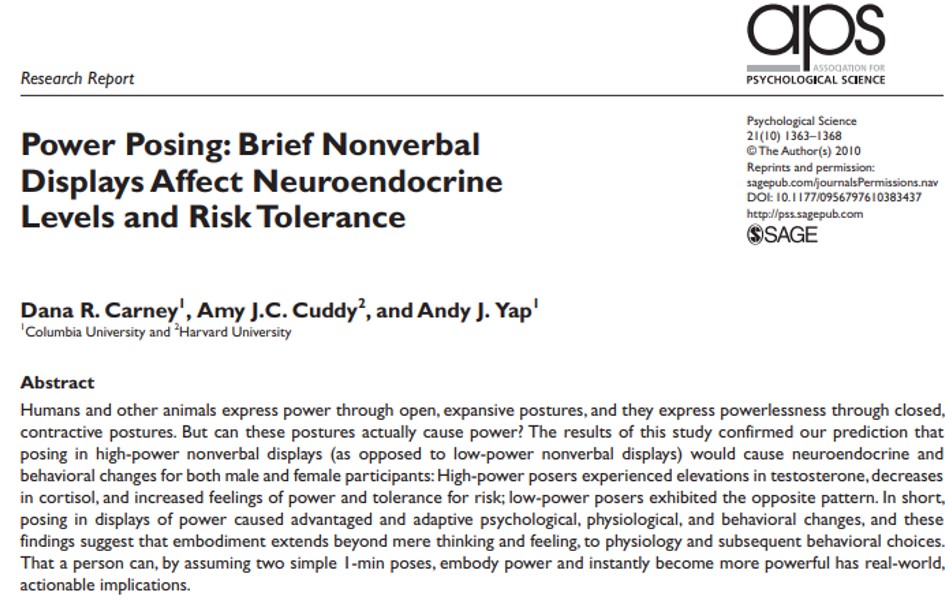 aps
ASSOCIATION FOR
PSYCHOLOGICAL SCIENCE
Research Report
Psychological Science
21(10) 1363–1368
© The Author(s) 2010
Reprints and permission:
sagepub.com/journalsPermissions.nav
DOI: 10.1177/0956797610383437
http://pss.sagepub.com
SAGE
Power Posing: Brief Nonverbal
Displays Affect Neuroendocrine
Levels and Risk Tolerance
Dana R. Carney¹, Amy J.C. Cuddy², and Andy J. Yap¹
¹Columbia University and ²Harvard University
Abstract
Humans and other animals express power through open, expansive postures, and they express powerlessness through closed,
contractive postures. But can these postures actually cause power? The results of this study confirmed our prediction that
posing in high-power nonverbal displays (as opposed to low-power nonverbal displays) would cause neuroendocrine and
behavioral changes for both male and female participants: High-power posers experienced elevations in testosterone, decreases
in cortisol, and increased feelings of power and tolerance for risk; low-power posers exhibited the opposite pattern. In short,
posing in displays of power caused advantaged and adaptive psychological, physiological, and behavioral changes, and these
findings suggest that embodiment extends beyond mere thinking and feeling, to physiology and subsequent behavioral choices.
That a person can, by assuming two simple 1-min poses, embody power and instantly become more powerful has real-world,
actionable implications.